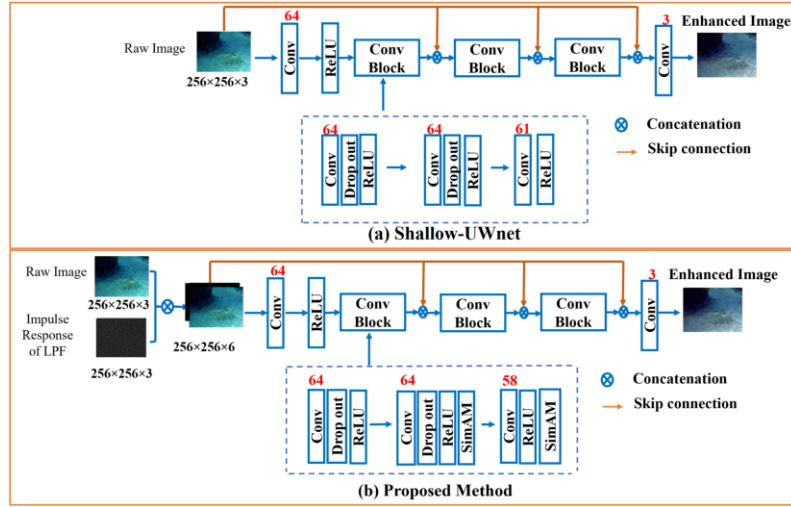 64
3
Enhanced Image
Raw Image
Conv
ReLU
Conv
Block
Conv
Block
Conv
Block
Conv
256×256×3
Concatenation
Skip connection
64
64
61
Conv
Drop out
ReLU
Conv
Drop out
ReLU
Conv
ReLU
(a) Shallow-UWnet
64
3
Enhanced Image
Raw Image
256×256×3
Conv
ReLU
Conv
Block
Conv
Block
Conv
Block
Conv
Impulse
Response
of LPF
256×256×6
256×256×3
Concatenation
Skip connection
64
64
58
Conv
Drop out
ReLU
Conv
Drop out
ReLU
SimAM
Conv
ReLU
SimAM
(b) Proposed Method